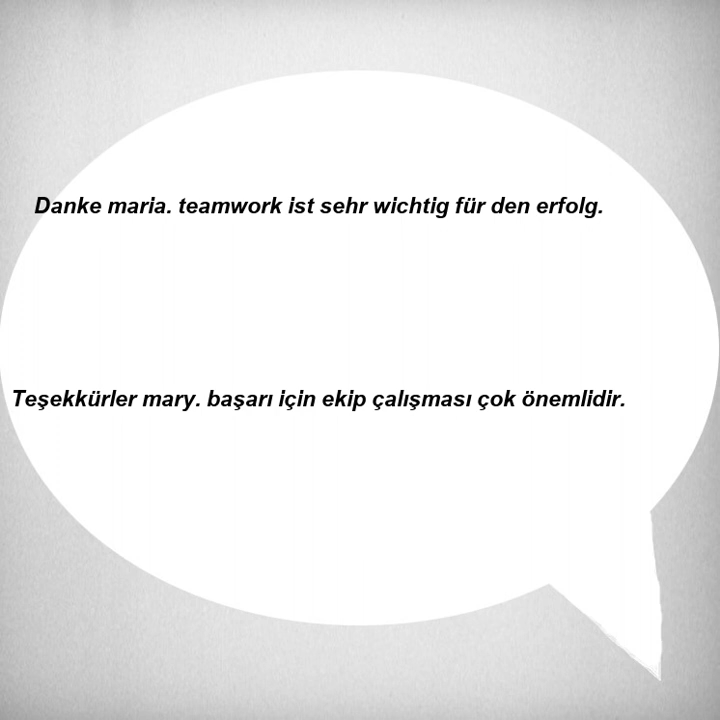 Danke maria. teamwork ist sehr wichtig für den erfolg.
Teşekkürler mary. başarı için ekip çalışması çok önemlidir.